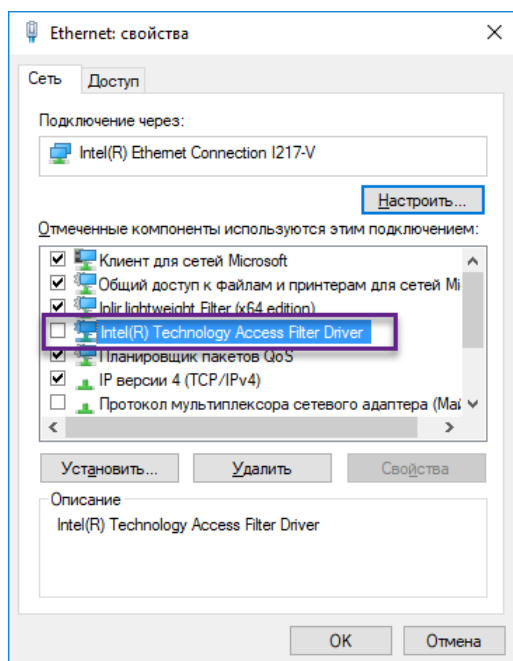 Ethernet: свойства
Сеть Доступ
Подключение через:
Intel(R) Ethernet Connection I217-V
Настроить...
Отмеченные компоненты используются этим подключением:
Клиент для сетей Microsoft
Общий доступ к файлам и принтерам для сетей Mi
Iplir lightweight Filter (x64 edition)
Intel(R) Technology Access Filter Driver
Планировщик пакетов QoS
IP версии 4 (TCP/IPv4)
Протокол мультиплексора сетевого адаптера (Май
Установить... Удалить Свойства
Описание
Intel(R) Technology Access Filter Driver
OK Отмена